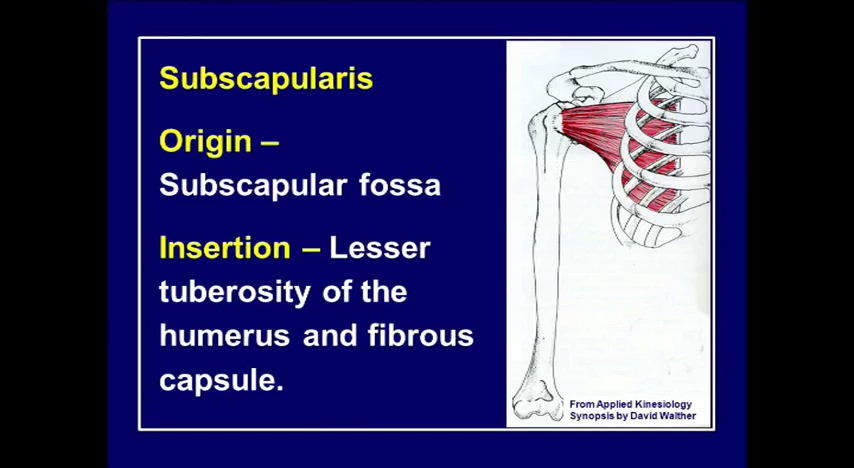 Subscapularis
Origin –
Subscapular fossa
Insertion – Lesser
tuberosity of the
humerus and fibrous
capsule.
From Applied Kinesiology
Synopsis by David Walther